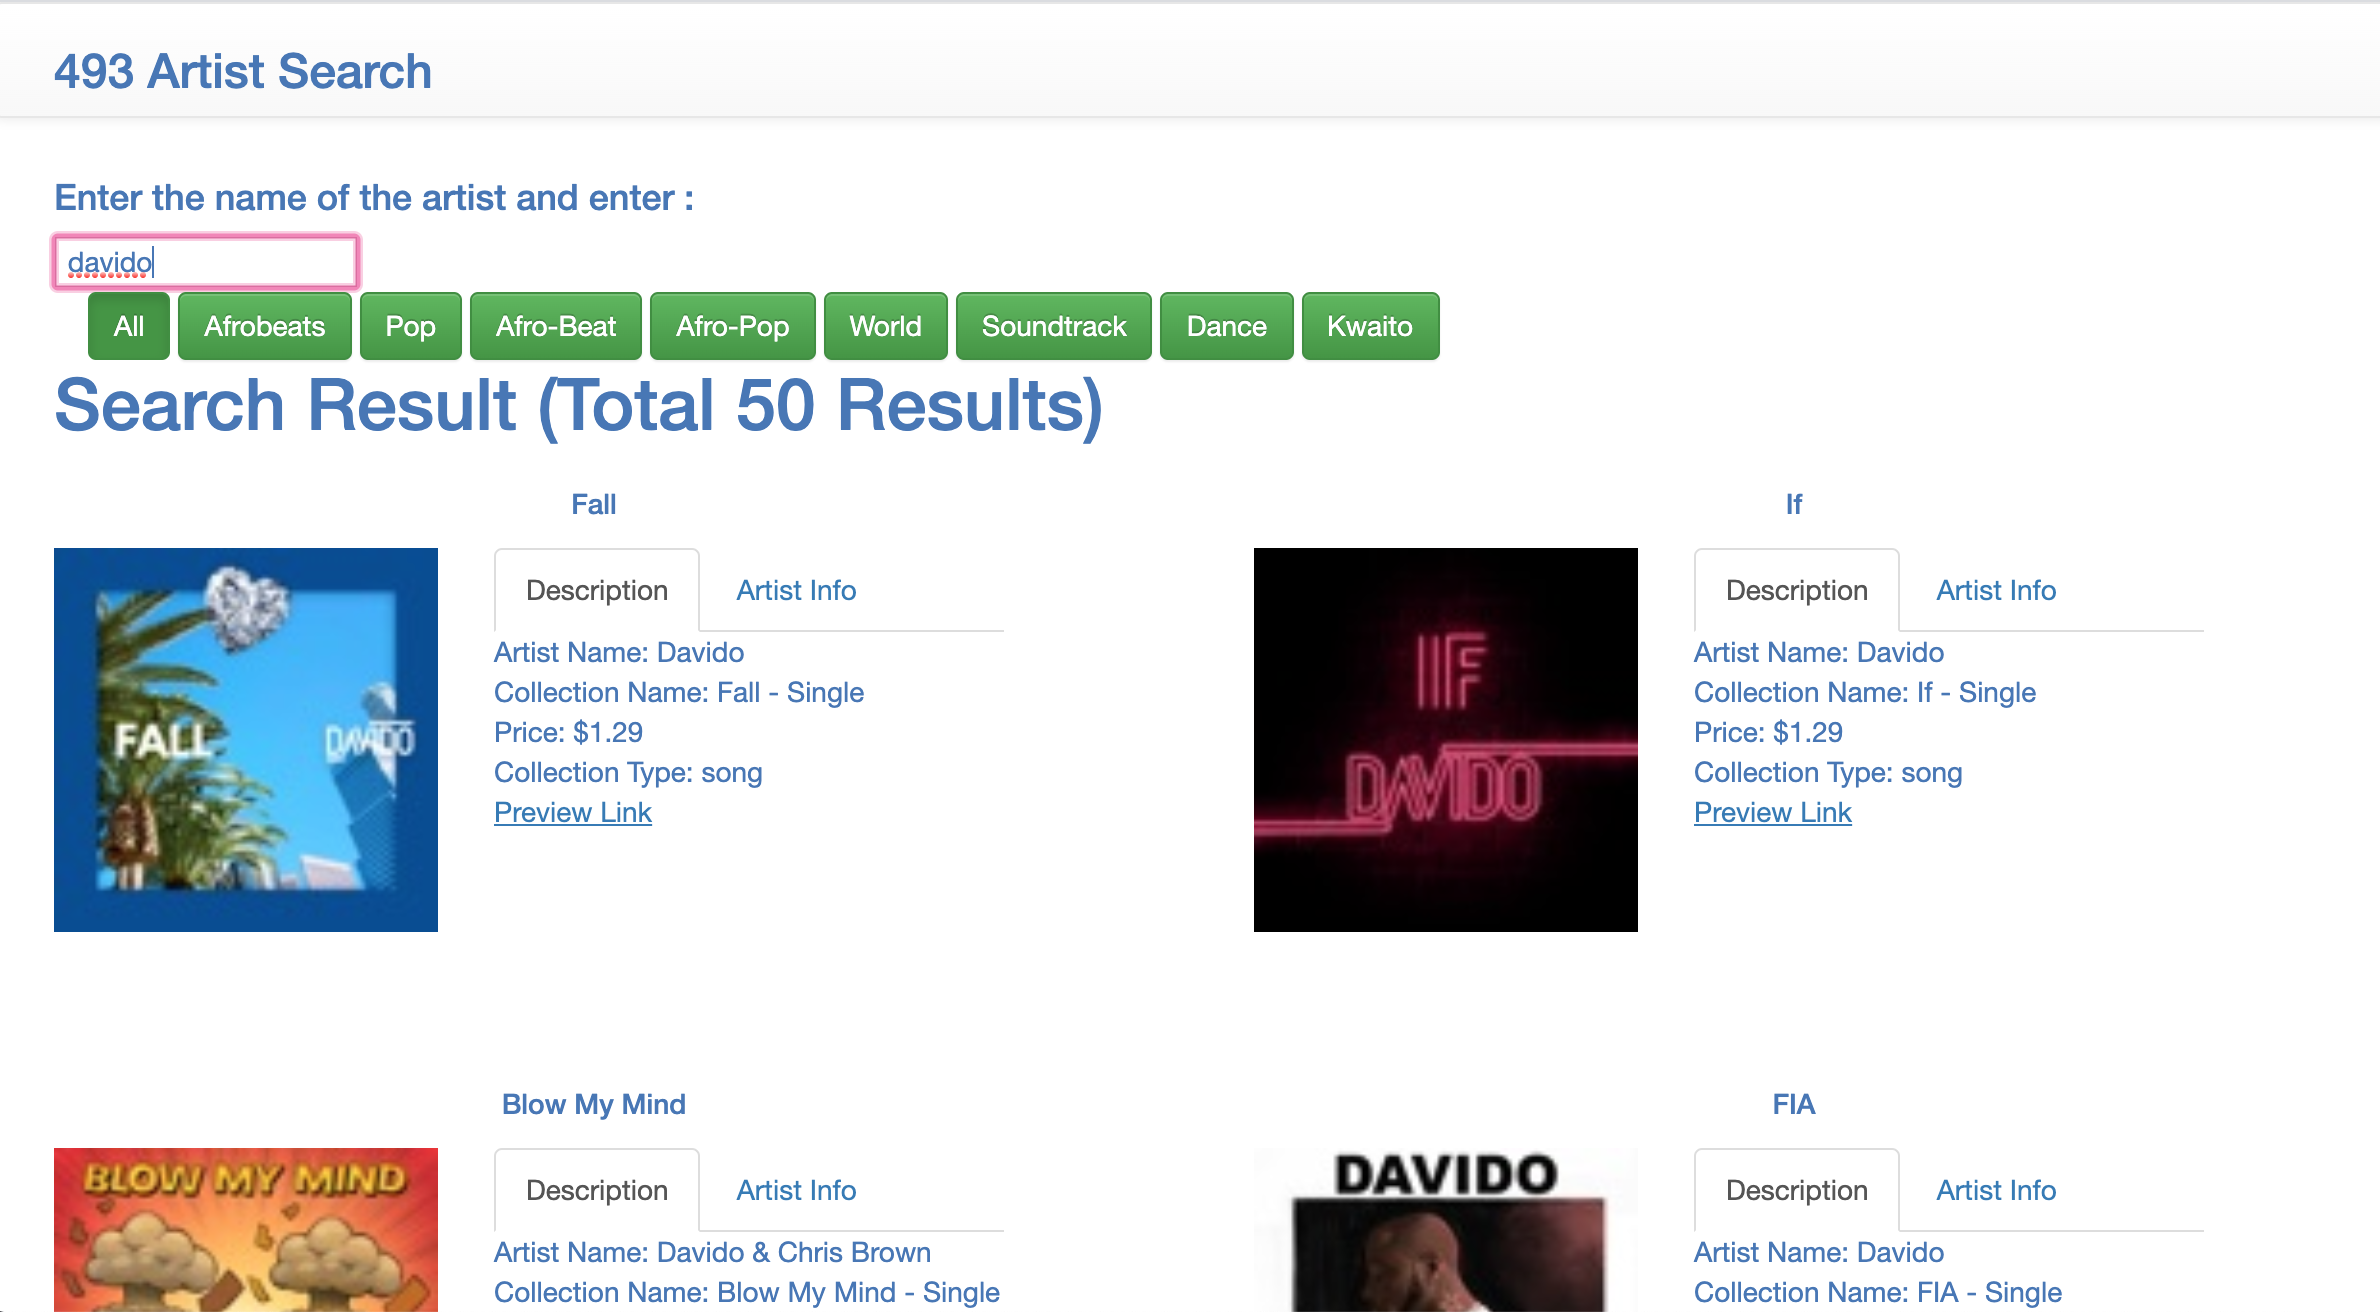 493 Artist Search
Enter the name of the artist and enter :
davido
All Afrobeats Pop Afro-Beat Afro-Pop World Soundtrack Dance Kwaito
Search Result (Total 50 Results)
Fall
FALL DAVIDO
Description Artist Info
Artist Name: Davido
Collection Name: Fall - Single
Price: $1.29
Collection Type: song
Preview Link
If
IF
DAVIDO
Description Artist Info
Artist Name: Davido
Collection Name: If - Single
Price: $1.29
Collection Type: song
Preview Link
Blow My Mind
BLOW MY MIND
Description Artist Info
Artist Name: Davido & Chris Brown
Collection Name: Blow My Mind - Single
FIA
DAVIDO
Description Artist Info
Artist Name: Davido
Collection Name: FIA - Single